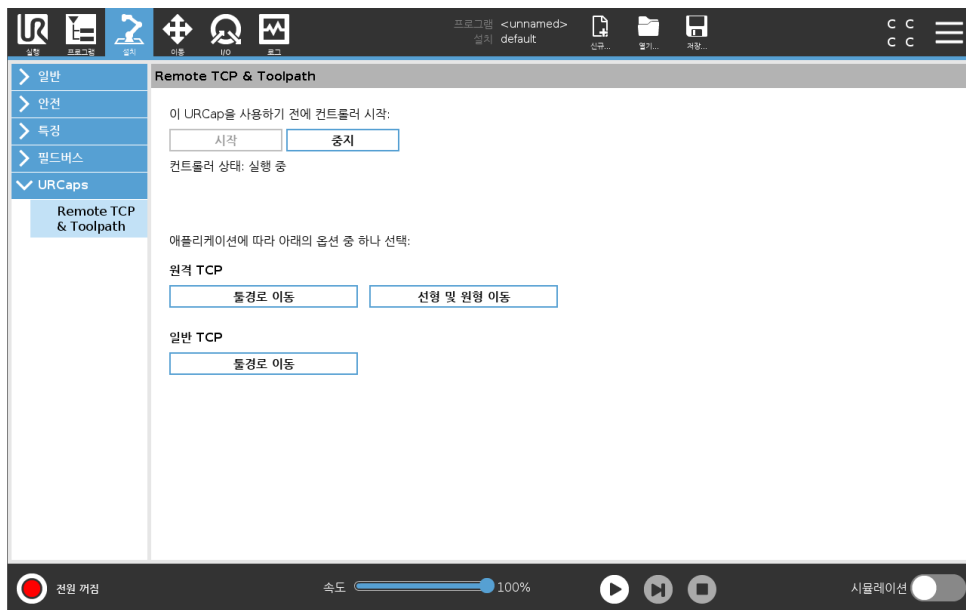 UR
실행
프로그램
설치
이동
I/O
로그
프로그램 <unnamed>
설치 default
신규...
열기...
저장...
C C
C C
일반
안전
특징
필드버스
URCaps
Remote TCP
& Toolpath
Remote TCP & Toolpath
이 URCap을 사용하기 전에 컨트롤러 시작:
시작
중지
컨트롤러 상태: 실행 중
애플리케이션에 따라 아래의 옵션 중 하나 선택:
원격 TCP
툴경로 이동
선형 및 원형 이동
일반 TCP
툴경로 이동
전원 꺼짐
속도
100%
시뮬레이션